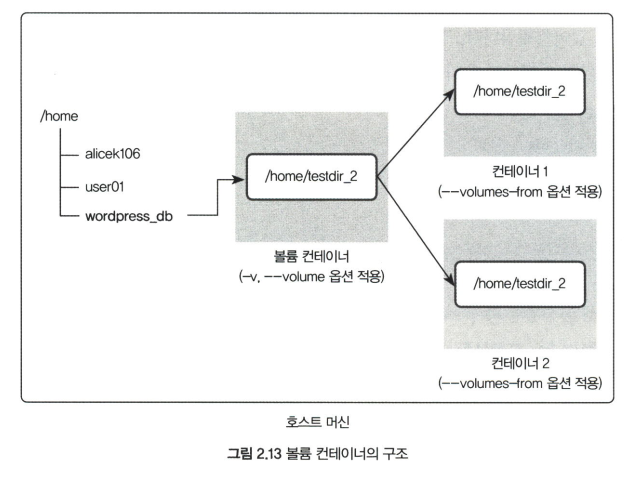 /home
alicek106
user01
wordpress_db
/home/testdir_2
볼륨 컨테이너
(-v, --volume 옵션 적용)
/home/testdir_2
컨테이너 1
(--volumes-from 옵션 적용)
/home/testdir_2
컨테이너 2
(--volumes-from 옵션 적용)
호스트 머신
그림 2.13 볼륨 컨테이너의 구조